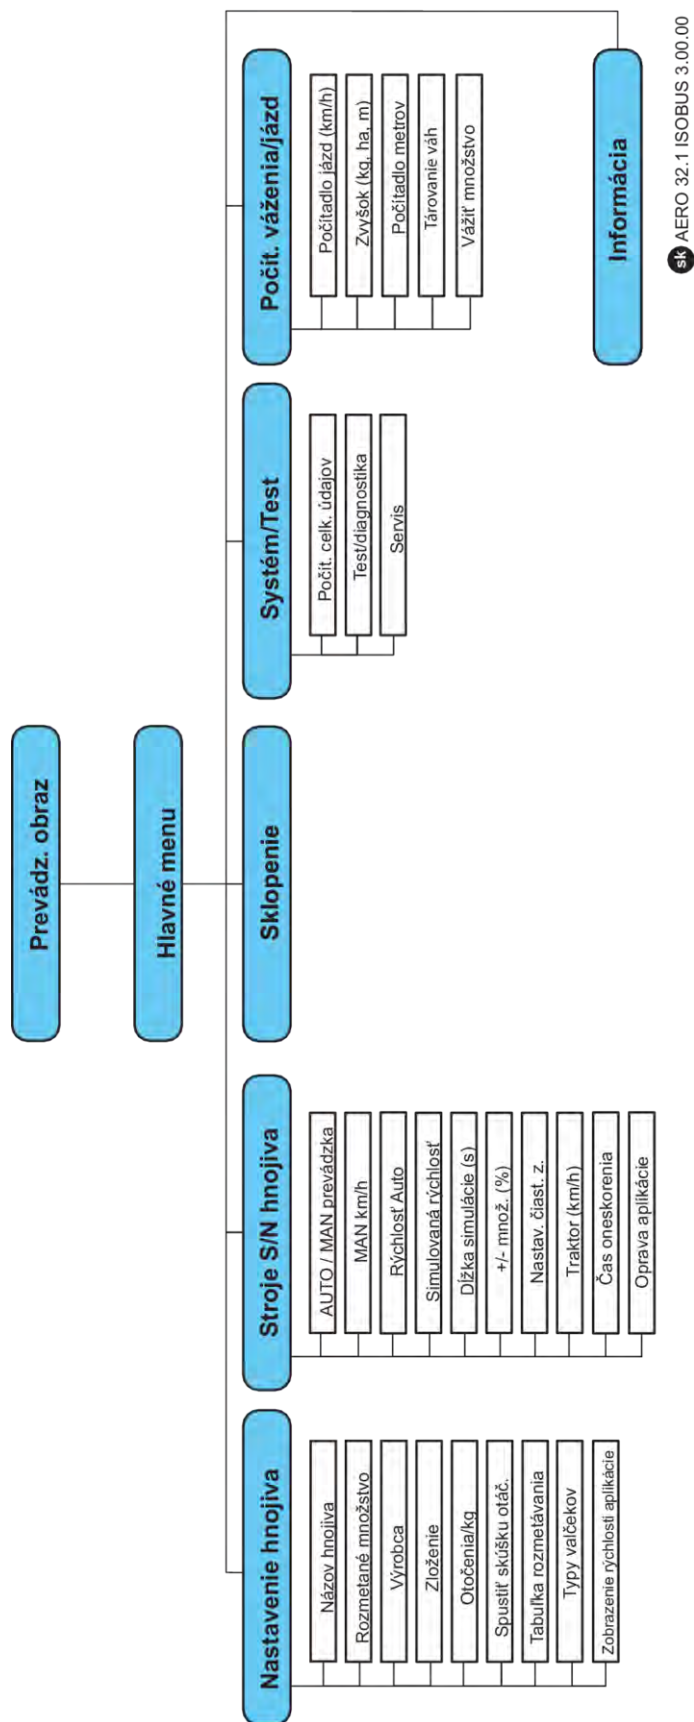 Prevádz. obraz
Hlavné menu
Nastavenie hnojiva
Názov hnojiva
Rozmetané množstvo
Výrobca
Zloženie
Otočenia/kg
Spustiť skúšku otáč.
Tabuľka rozmetávania
Typy valčekov
Zobrazenie rýchlosti aplikácie
Stroje S/N hnojiva
AUTO / MAN prevádzka
MAN km/h
Rýchlosť Auto
Simulovaná rýchlosť
Dĺžka simulácie (s)
+/- množ. (%)
Nastav. čiast. z.
Traktor (km/h)
Čas oneskorenia
Oprava aplikácie
Sklopenie
Systém/Test
Počit. celk. údajov
Test/diagnostika
Servis
Počit. váženia/jázd
Počítadlo jázd (km/h)
Zvyšok (kg, ha, m)
Počítadlo metrov
Tárovanie váh
Vážiť množstvo
Informácia
sk AERO 32.1 ISOBUS 3.00.00